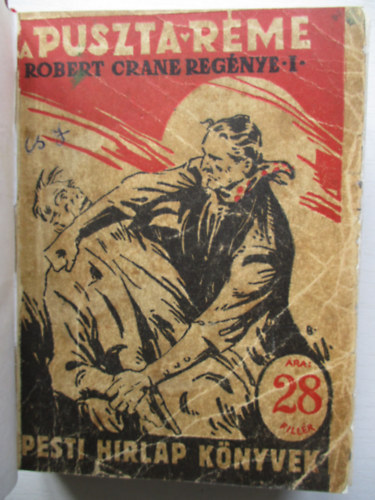 A PUSZTA RÉME
ROBERT CRANE REGÉNYE · I ·
B.
ÁRA:
28
FILLÉR
PESTI HIRLAP KÖNYVEK